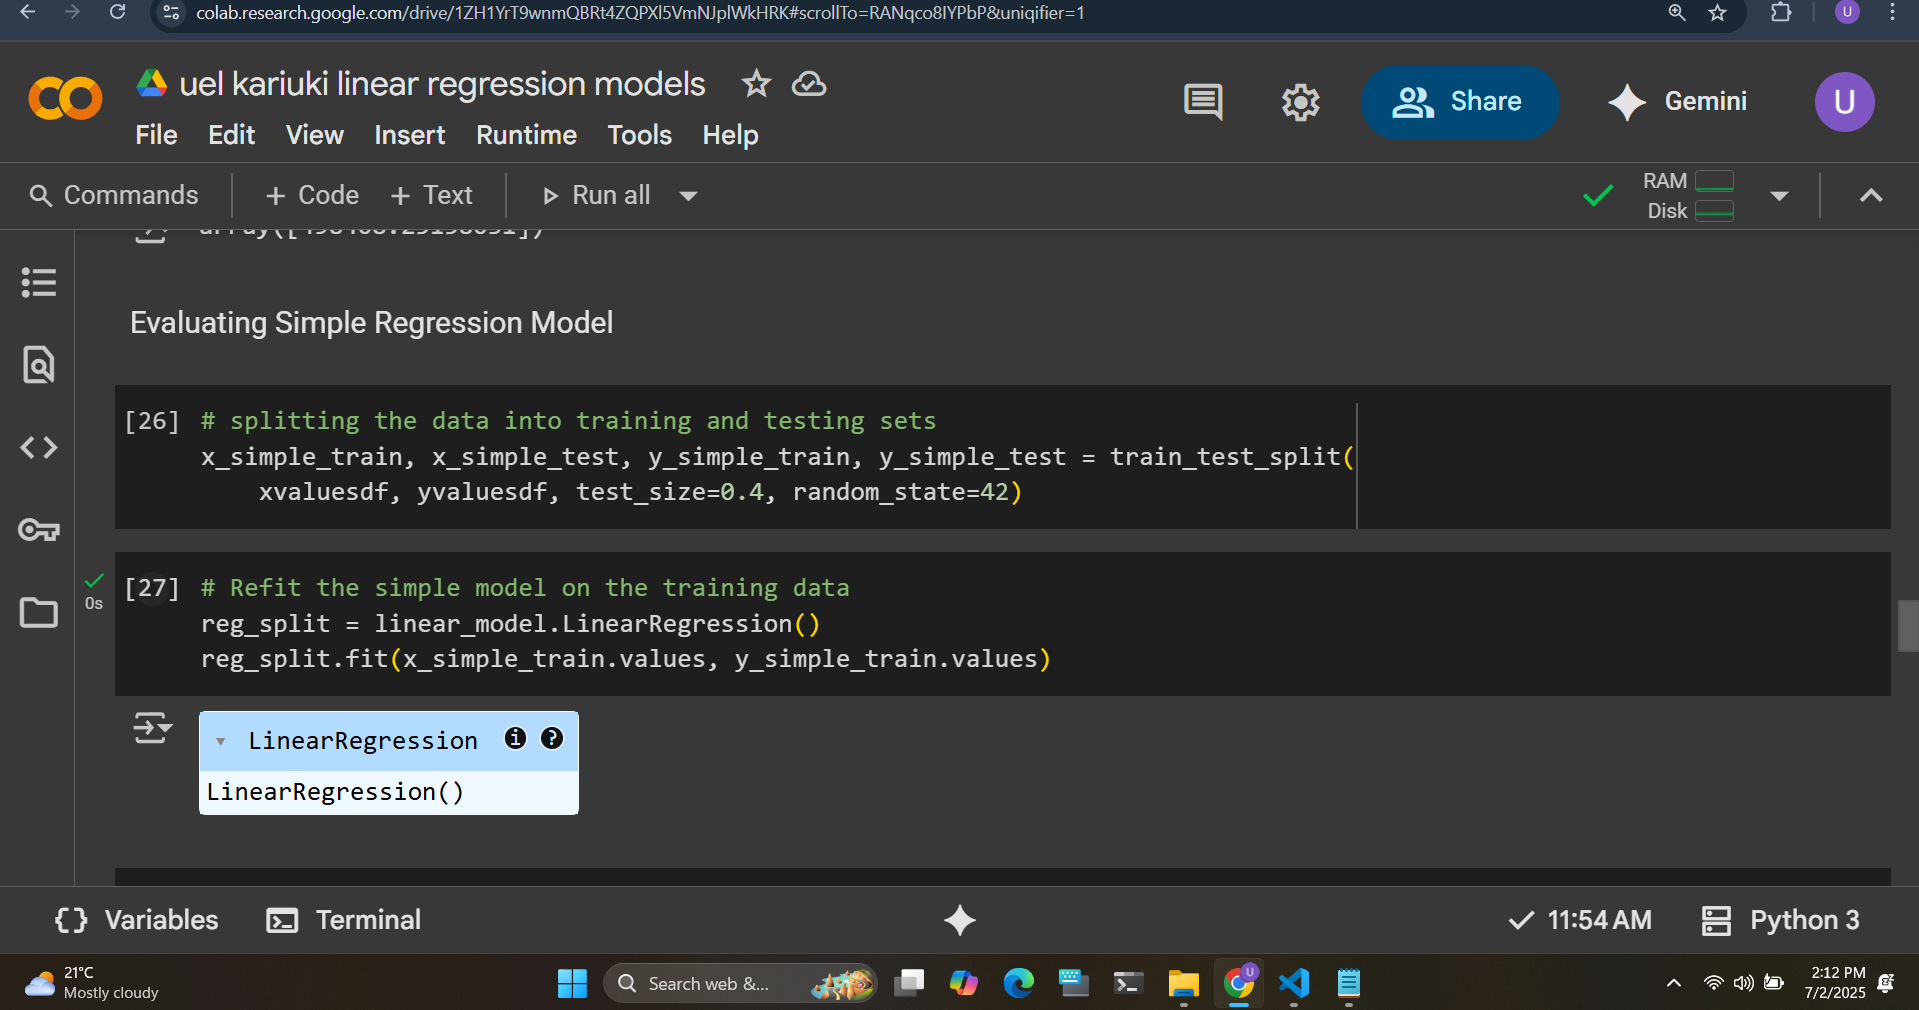 colab.research.google.com/drive/1ZH1YrT9wnmQBRt4ZQPXl5VmNJplWkHRK#scrollTo=RANqco8IYPbP&uniqifier=1
U
uel kariuki linear regression models
File Edit View Insert Runtime Tools Help
Share
Gemini
U
Commands
+ Code + Text
Run all
RAM
Disk
Evaluating Simple Regression Model
[26] # splitting the data into training and testing sets
x_simple_train, x_simple_test, y_simple_train, y_simple_test = train_test_split(
xvaluesdf, yvaluesdf, test_size=0.4, random_state=42)
0s
[27] # Refit the simple model on the training data
reg_split = linear_model.LinearRegression()
reg_split.fit(x_simple_train.values, y_simple_train.values)
LinearRegression i ?
LinearRegression()
Variables Terminal
11:54 AM Python 3
21°C
Mostly cloudy
Search web &...
U
2:12 PM
7/2/2025